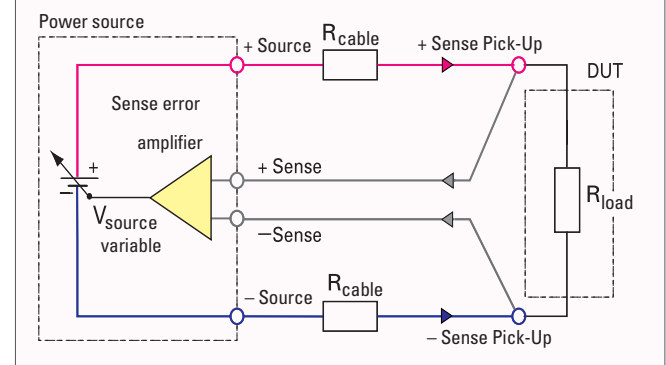 Power source
+ Source
Rcable
+ Sense Pick-Up
DUT
Sense error
amplifier
+ Sense
+
−
Vsource
variable
Rload
−Sense
− Source
Rcable
− Sense Pick-Up